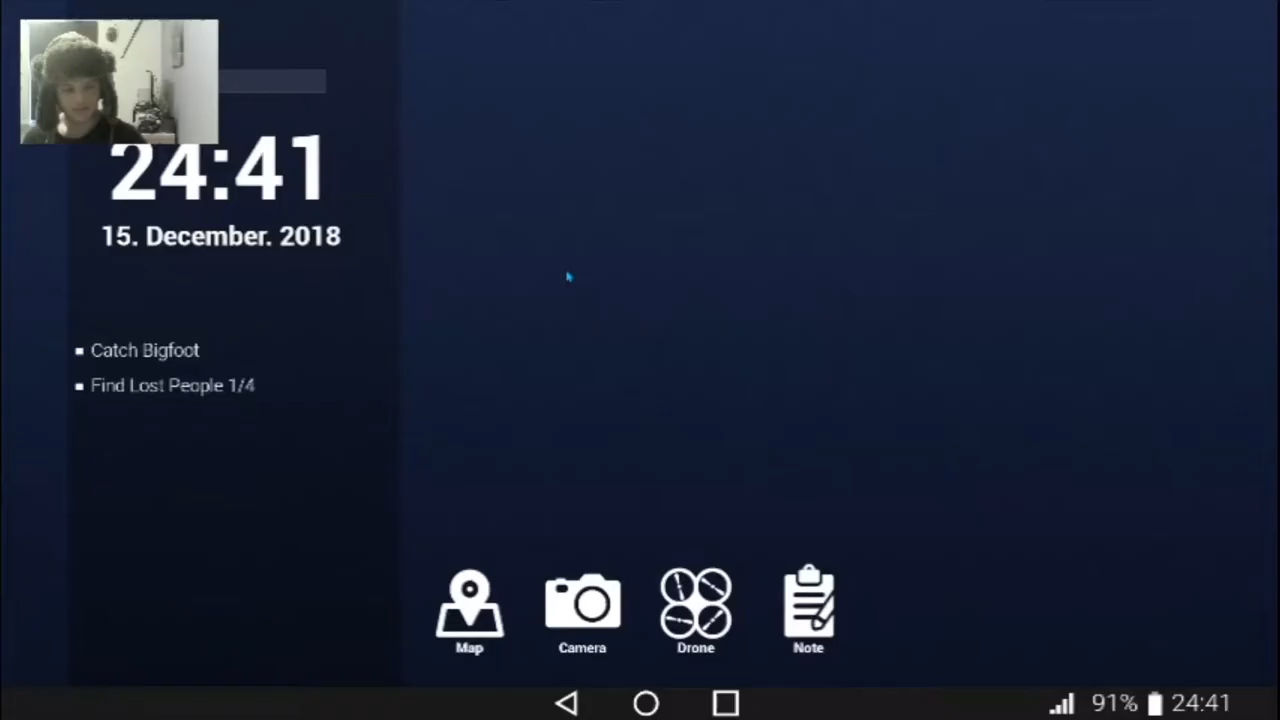 24:41
15. December. 2018
Catch Bigfoot
Find Lost People 1/4
Map
Camera
Drone
Note
91%
24:41